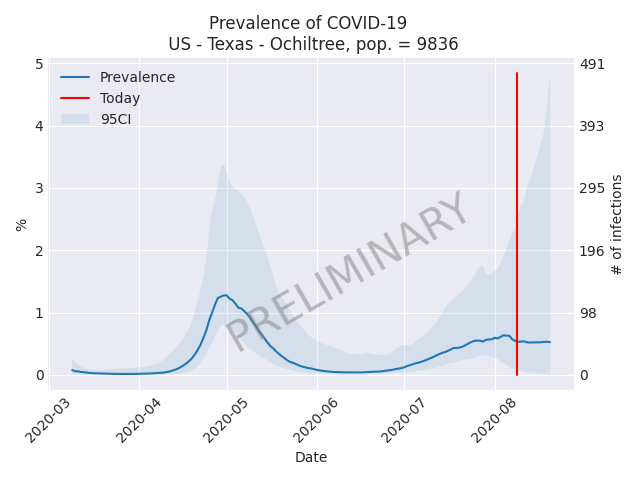 Prevalence of COVID-19
US - Texas - Ochiltree, pop. = 9836
5
4
3
2
1
0
%
491
393
295
196
98
0
# of infections
Prevalence
Today
95CI
PRELIMINARY
2020-03
2020-04
2020-05
2020-06
2020-07
2020-08
Date